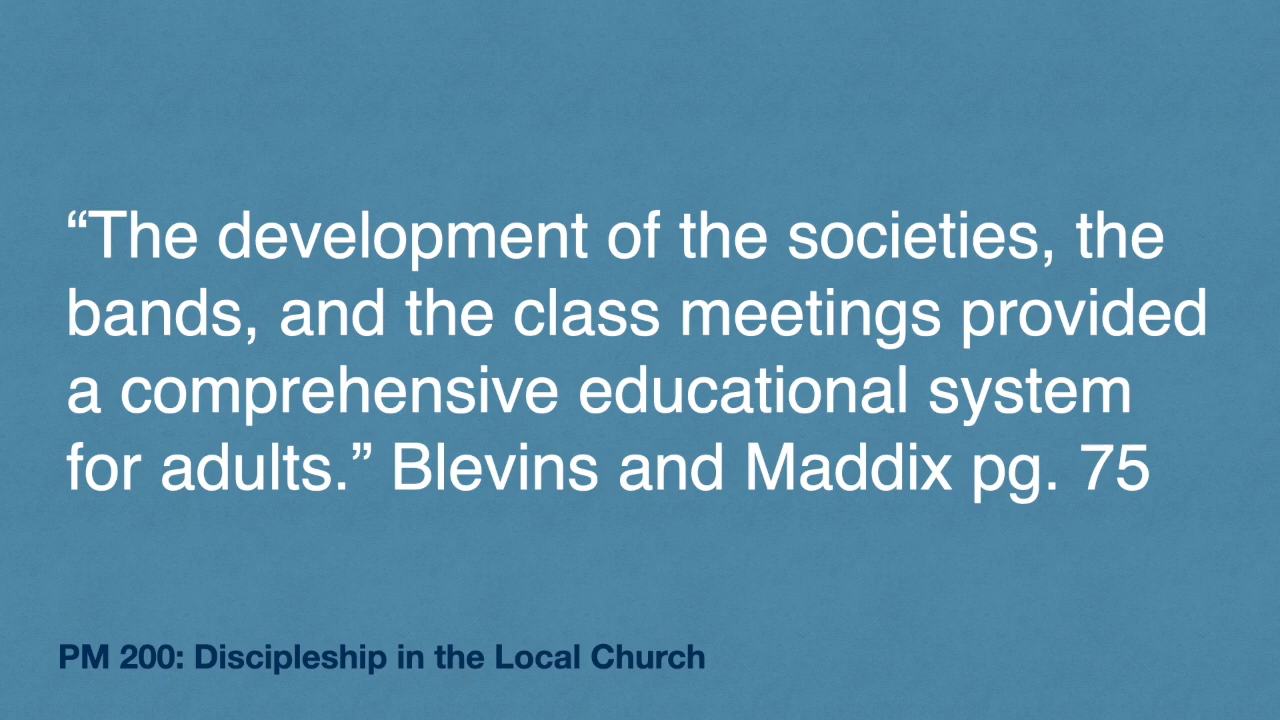 “The development of the societies, the
bands, and the class meetings provided
a comprehensive educational system
for adults.” Blevins and Maddix pg. 75
PM 200: Discipleship in the Local Church